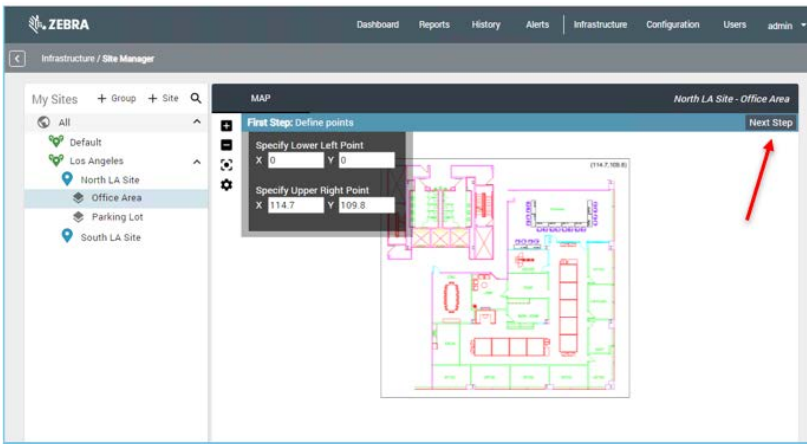 ZEBRA
Dashboard Reports History Alerts Infrastructure Configuration Users admin
Infrastructure / Site Manager
My Sites + Group + Site
MAP
North LA Site - Office Area
All
First Step: Define points
Next Step
Default
Specify Lower Left Point
Los Angeles
X 0 Y 0
(114.7,109.8)
North LA Site
Specify Upper Right Point
Office Area
X 114.7 Y 109.8
Parking Lot
South LA Site